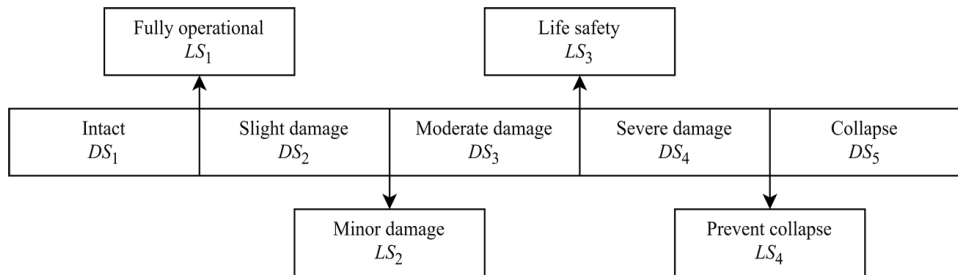 Fully operational
LS1
Life safety
LS3
Intact
DS1
Slight damage
DS2
Moderate damage
DS3
Severe damage
DS4
Collapse
DS5
Minor damage
LS2
Prevent collapse
LS4